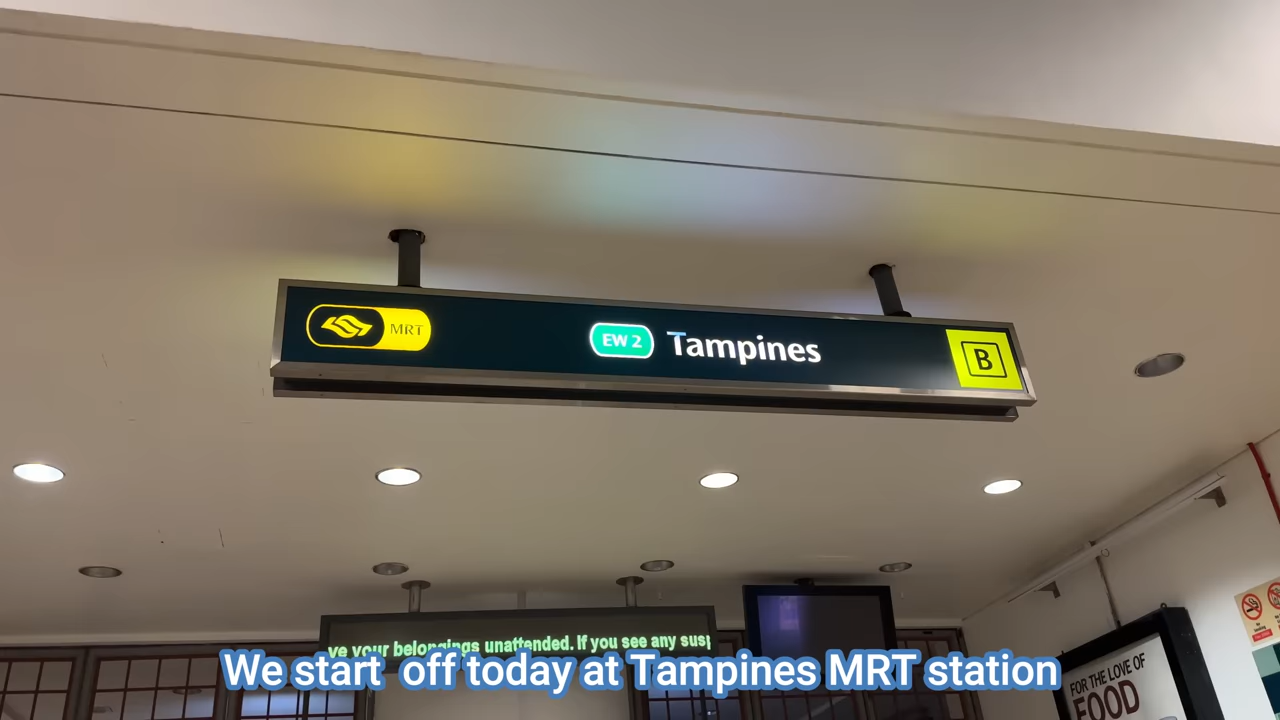 MRT
EW 2 Tampines
B
ve your belongings unattended. If you see any
We start off today at Tampines MRT station
FOR THE LOVE OF
FOOD